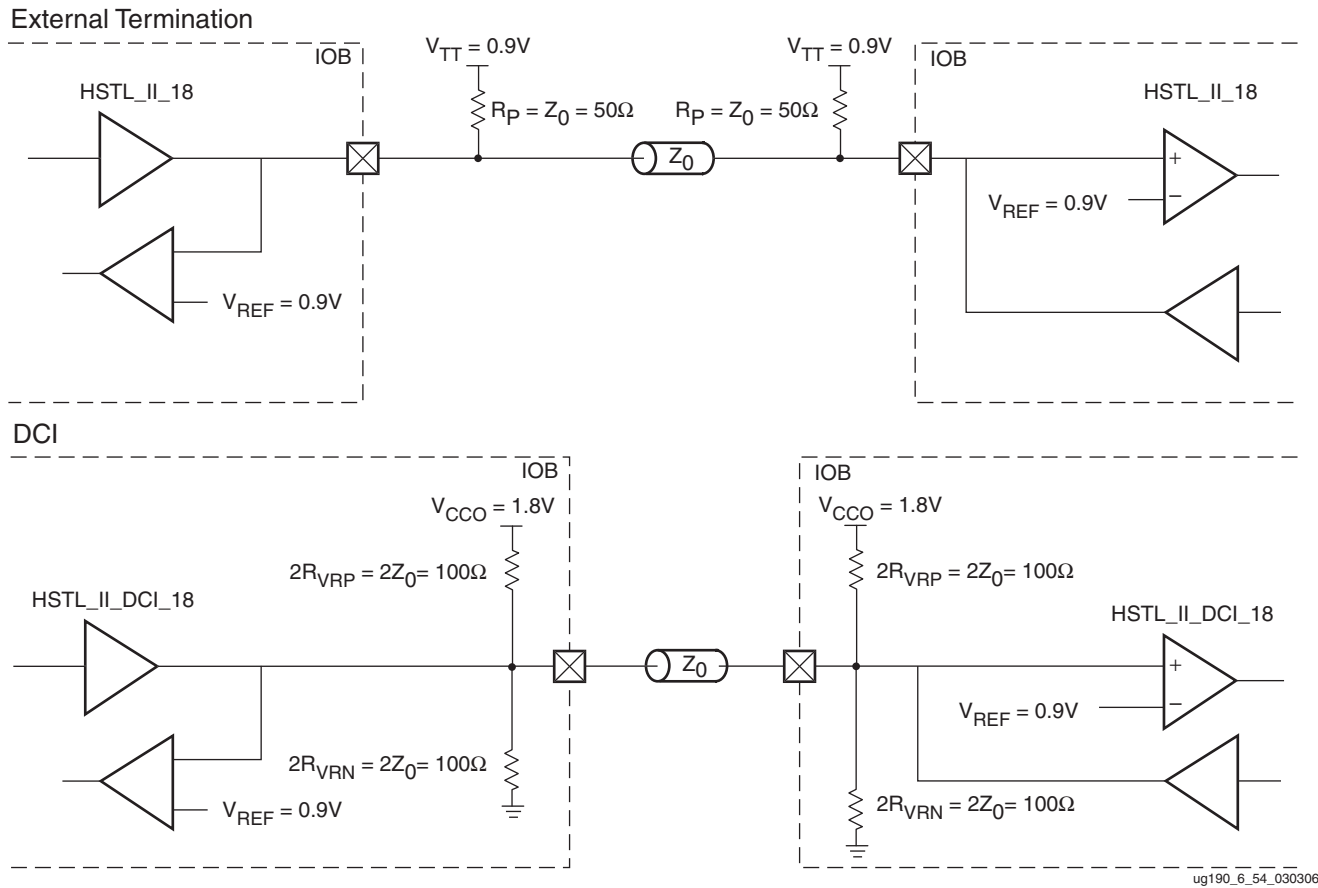 External Termination
IOB
V_TT = 0.9V
V_TT = 0.9V
IOB
HSTL_II_18
HSTL_II_18
R_P = Z_0 = 50Ω
R_P = Z_0 = 50Ω
Z_0
+
V_REF = 0.9V
–
V_REF = 0.9V
DCI
IOB
IOB
V_CCO = 1.8V
V_CCO = 1.8V
2R_VRP = 2Z_0= 100Ω
2R_VRP = 2Z_0= 100Ω
HSTL_II_DCI_18
HSTL_II_DCI_18
Z_0
+
V_REF = 0.9V
–
2R_VRN = 2Z_0= 100Ω
V_REF = 0.9V
2R_VRN = 2Z_0= 100Ω
ug190_6_54_030306